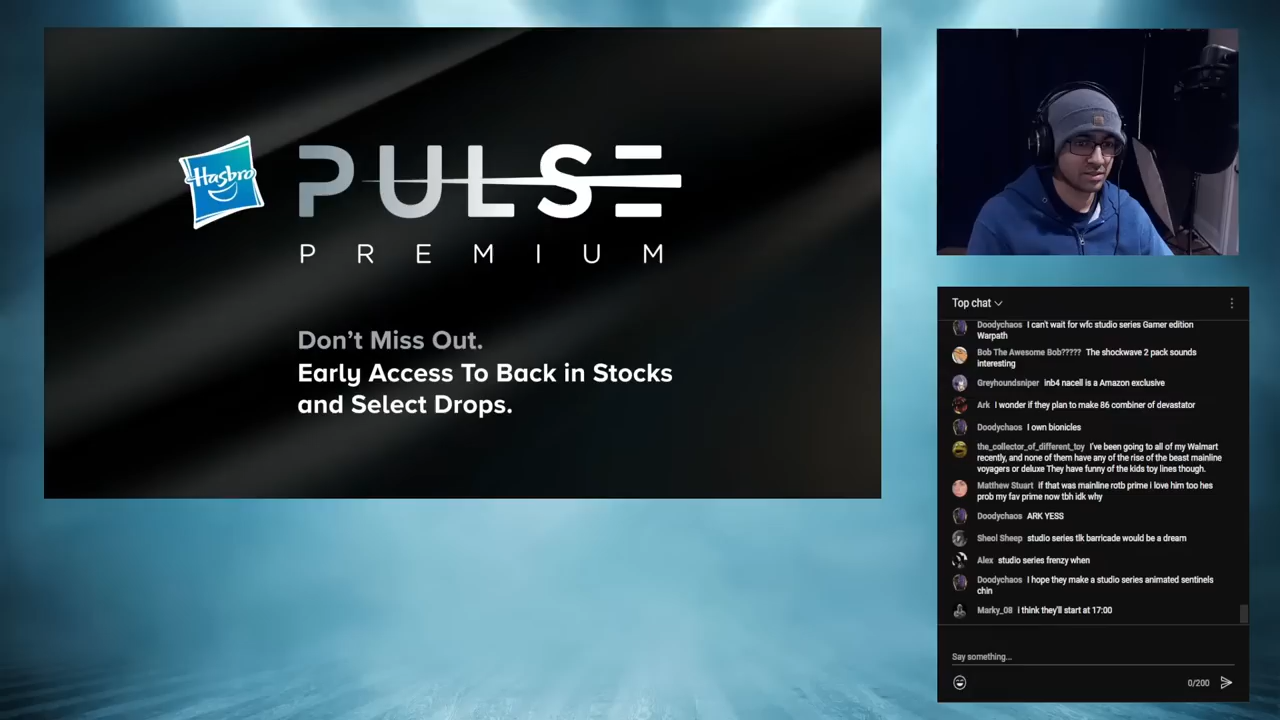 Hasbro
PULSE
PREMIUM
Don't Miss Out.
Early Access To Back in Stocks
and Select Drops.
Top chat
Doodychaos I can't wait for wfc studio series Gamer edition
Warpath
Bob The Awesome Bob????? The shockwave 2 pack sounds
interesting
Greyhoundsniper inb4 nacell is a Amazon exclusive
Ark I wonder if they plan to make 86 combiner of devastator
Doodychaos I own bionicles
the_collector_of_different_toy I've been going to all of my Walmart
recently, and none of them have any of the rise of the beast mainline
voyagers or deluxe They have funny of the kids toy lines though.
Matthew Stuart if that was mainline rotb prime i love him too hes
prob my fav prime now tbh idk why
Doodychaos ARK YESS
Sheol Sheep studio series tlk barricade would be a dream
Alex studio series frenzy when
Doodychaos I hope they make a studio series animated sentinels
chin
Marky_08 i think they'll start at 17:00
Say something...
0/200